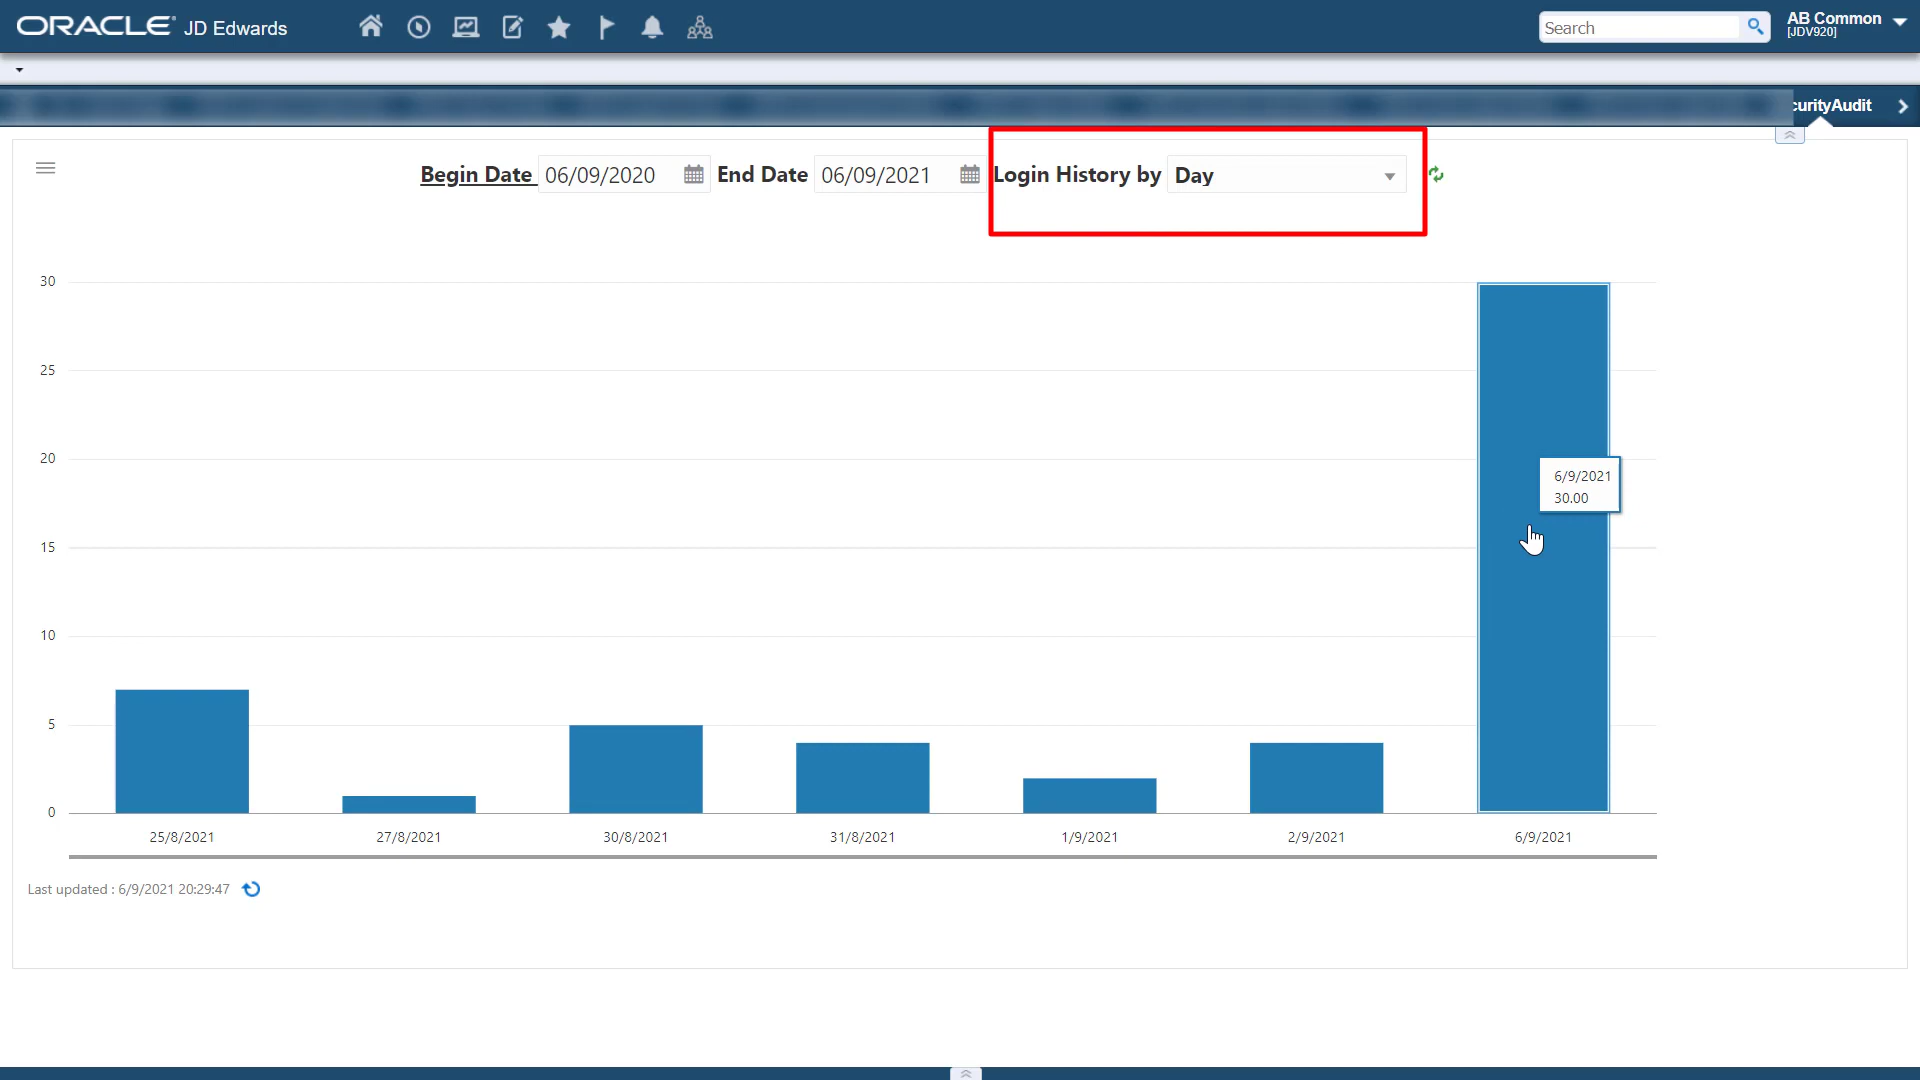 ORACLE JD Edwards
Search
AB Common
[JDV920]
curityAudit
Begin Date 06/09/2020 End Date 06/09/2021 Login History by Day
30
25
20
15
10
5
0
6/9/2021
30.00
25/8/2021 27/8/2021 30/8/2021 31/8/2021 1/9/2021 2/9/2021 6/9/2021
Last updated : 6/9/2021 20:29:47